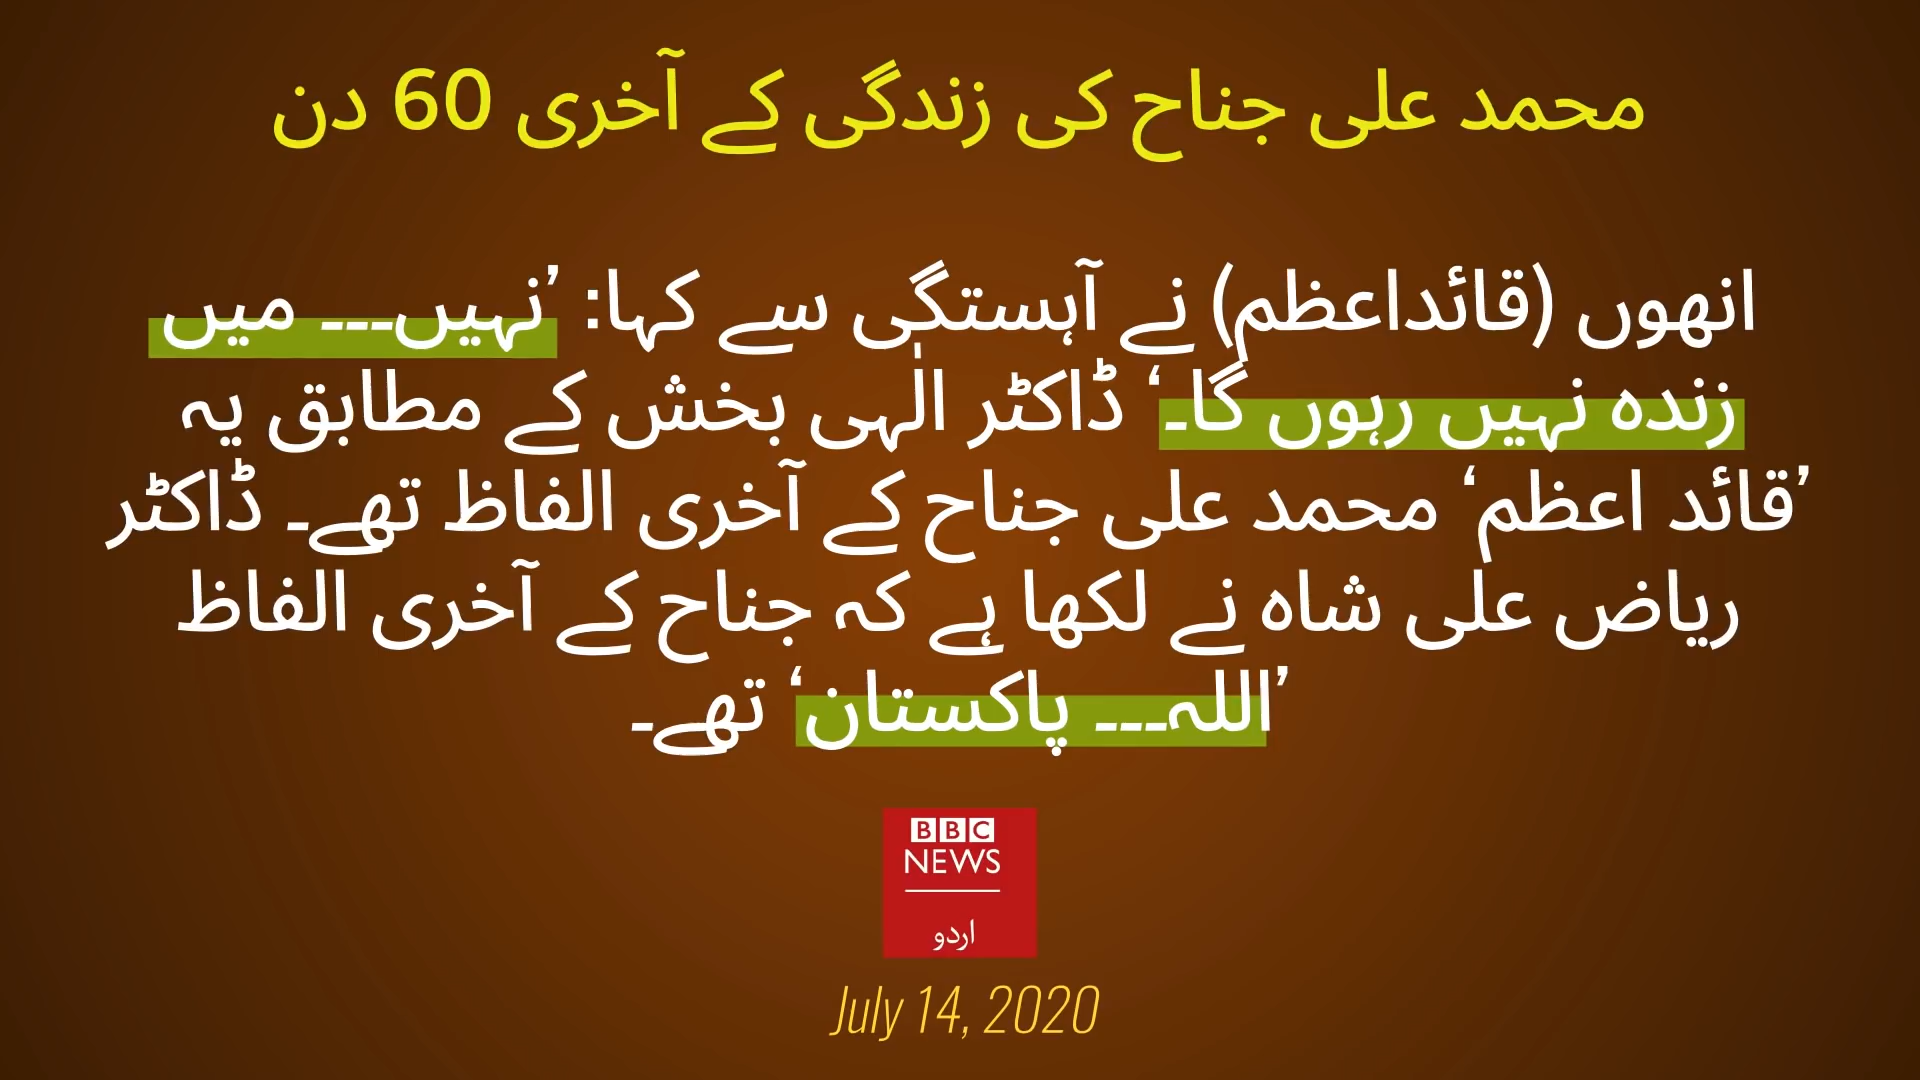 محمد علی جناح کی زندگی کے آخری 60 دن
انھوں (قائداعظم) نے آہستگی سے کہا: ’نہیں۔۔۔ میں
زندہ نہیں رہوں گا۔‘ ڈاکٹر الٰہی بخش کے مطابق یہ
’قائد اعظم‘ محمد علی جناح کے آخری الفاظ تھے۔ ڈاکٹر
ریاض علی شاہ نے لکھا ہے کہ جناح کے آخری الفاظ
’اللہ۔۔۔ پاکستان‘ تھے۔
BBC
NEWS
اردو
July 14, 2020